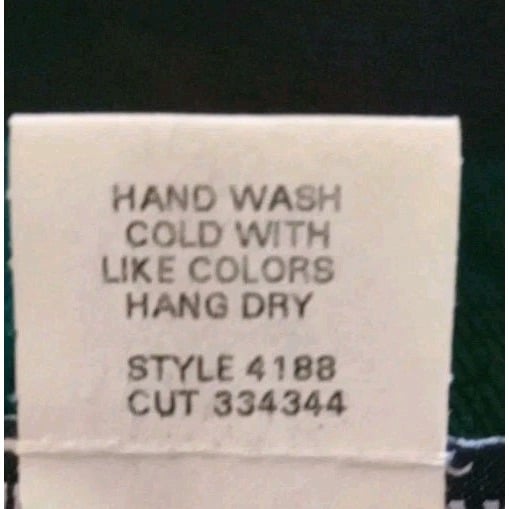 HAND WASH
COLD WITH
LIKE COLORS
HANG DRY
STYLE 4188
CUT 334344